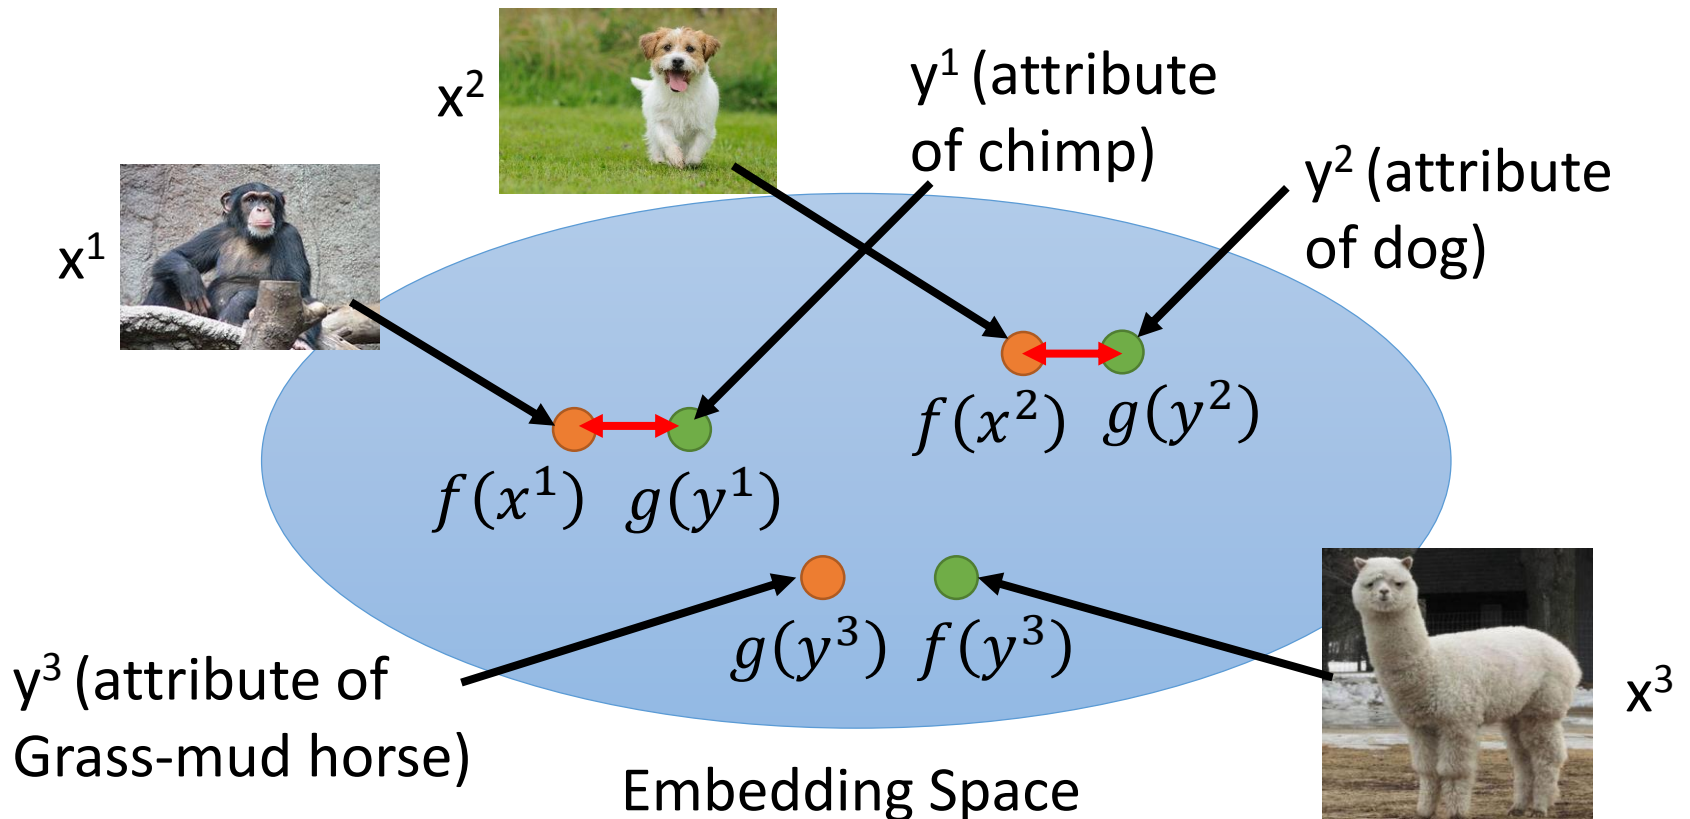 x²
y¹ (attribute
of chimp)
y² (attribute
of dog)
x¹
f(x²) g(y²)
f(x¹) g(y¹)
g(y³) f(y³)
y³ (attribute of
Grass-mud horse)
x³
Embedding Space